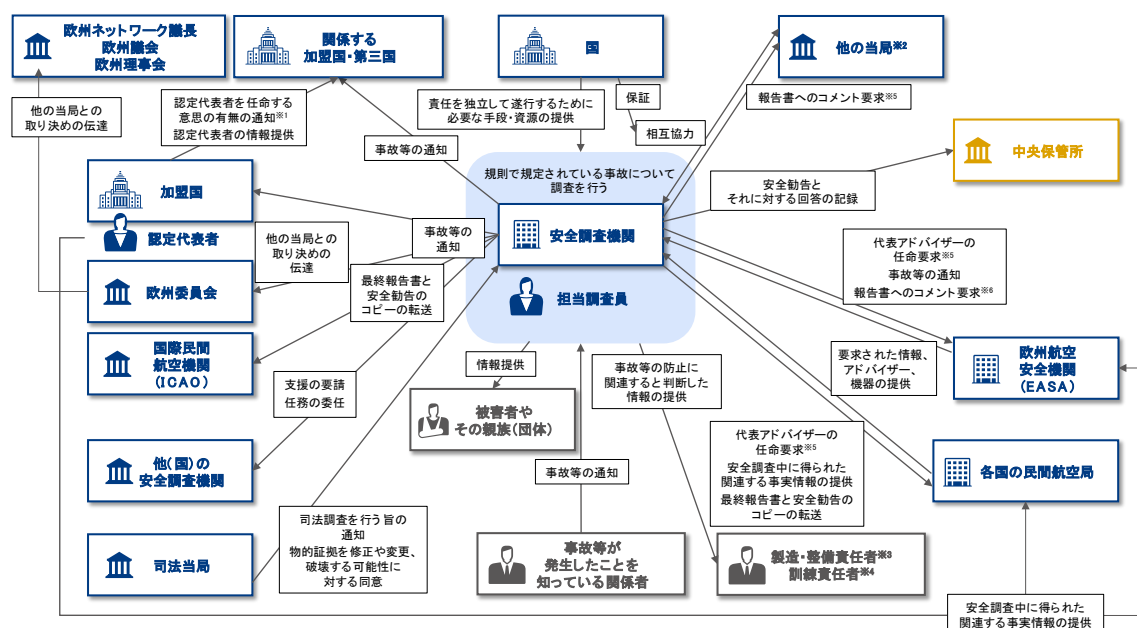 欧州ネットワーク議長
欧州議会
欧州理事会
関係する
加盟国・第三国
国
他の当局※2
他の当局との
取り決めの伝達
認定代表者を任命する
意思の有無の通知※1
認定代表者の情報提供
責任を独立して遂行するために
必要な手段・資源の提供
保証
相互協力
報告書へのコメント要求※5
事故等の通知
中央保管所
規則で規定されている事故について
調査を行う
安全勧告と
それに対する回答の記録
加盟国
認定代表者
安全調査機関
担当調査員
他の当局との
取り決めの
伝達
事故等の
通知
代表アドバイザーの
任命要求※5
事故等の通知
報告書へのコメント要求※6
欧州委員会
最終報告書と
安全勧告の
コピーの転送
国際民間
航空機関
(ICAO)
情報提供
事故等の防止に
関連すると判断した
情報の提供
要求された情報、
アドバイザー、
機器の提供
欧州航空
安全機関
(EASA)
支援の要請
任務の委任
被害者や
その親族(団体)
代表アドバイザーの
任命要求※5
安全調査中に得られた
関連する事実情報の提供
最終報告書と安全勧告の
コピーの転送
他(国)の
安全調査機関
事故等の通知
各国の民間航空局
司法調査を行う旨の
通知
物的証拠を修正や変更、
破壊する可能性に
対する同意
司法当局
事故等が
発生したことを
知っている関係者
製造・整備責任者※3
訓練責任者※4
安全調査中に得られた
関連する事実情報の提供